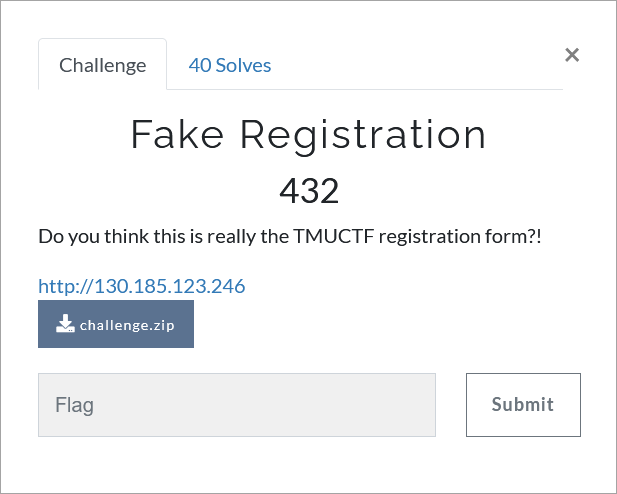 Challenge
40 Solves
×
Fake Registration
432
Do you think this is really the TMUCTF registration form?!
http://130.185.123.246
challenge.zip
Flag
Submit